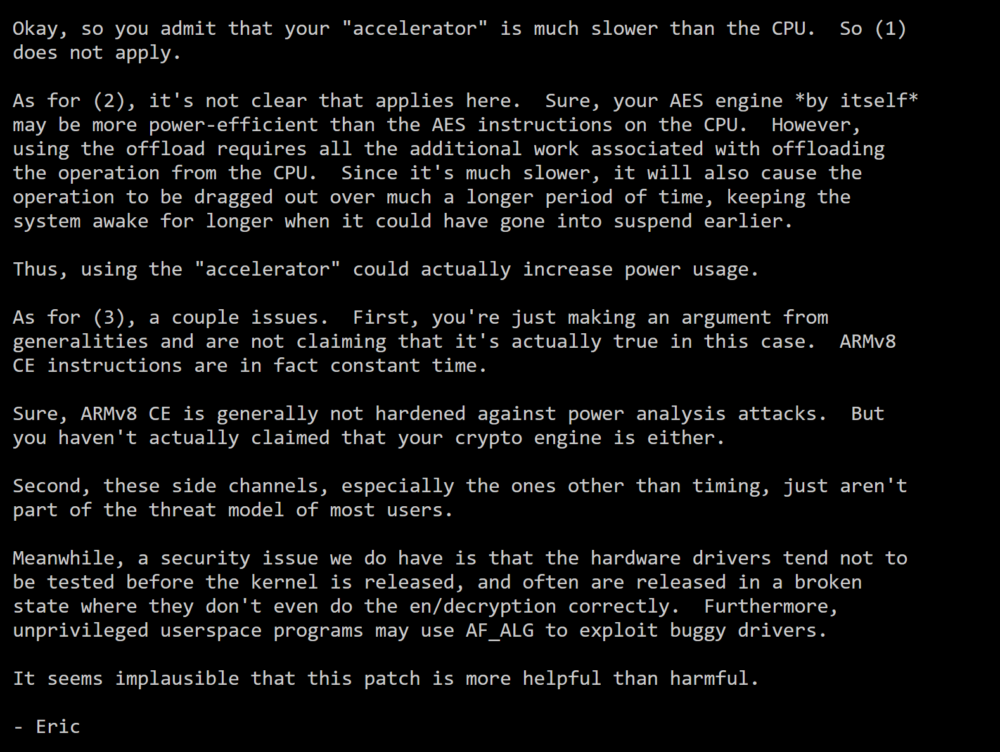 Okay, so you admit that your "accelerator" is much slower than the CPU.  So (1)
does not apply.

As for (2), it's not clear that applies here.  Sure, your AES engine *by itself*
may be more power-efficient than the AES instructions on the CPU.  However,
using the offload requires all the additional work associated with offloading
the operation from the CPU.  Since it's much slower, it will also cause the
operation to be dragged out over much a longer period of time, keeping the
system awake for longer when it could have gone into suspend earlier.

Thus, using the "accelerator" could actually increase power usage.

As for (3), a couple issues.  First, you're just making an argument from
generalities and are not claiming that it's actually true in this case.  ARMv8
CE instructions are in fact constant time.

Sure, ARMv8 CE is generally not hardened against power analysis attacks.  But
you haven't actually claimed that your crypto engine is either.

Second, these side channels, especially the ones other than timing, just aren't
part of the threat model of most users.

Meanwhile, a security issue we do have is that the hardware drivers tend not to
be tested before the kernel is released, and often are released in a broken
state where they don't even do the en/decryption correctly.  Furthermore,
unprivileged userspace programs may use AF_ALG to exploit buggy drivers.

It seems implausible that this patch is more helpful than harmful.

- Eric